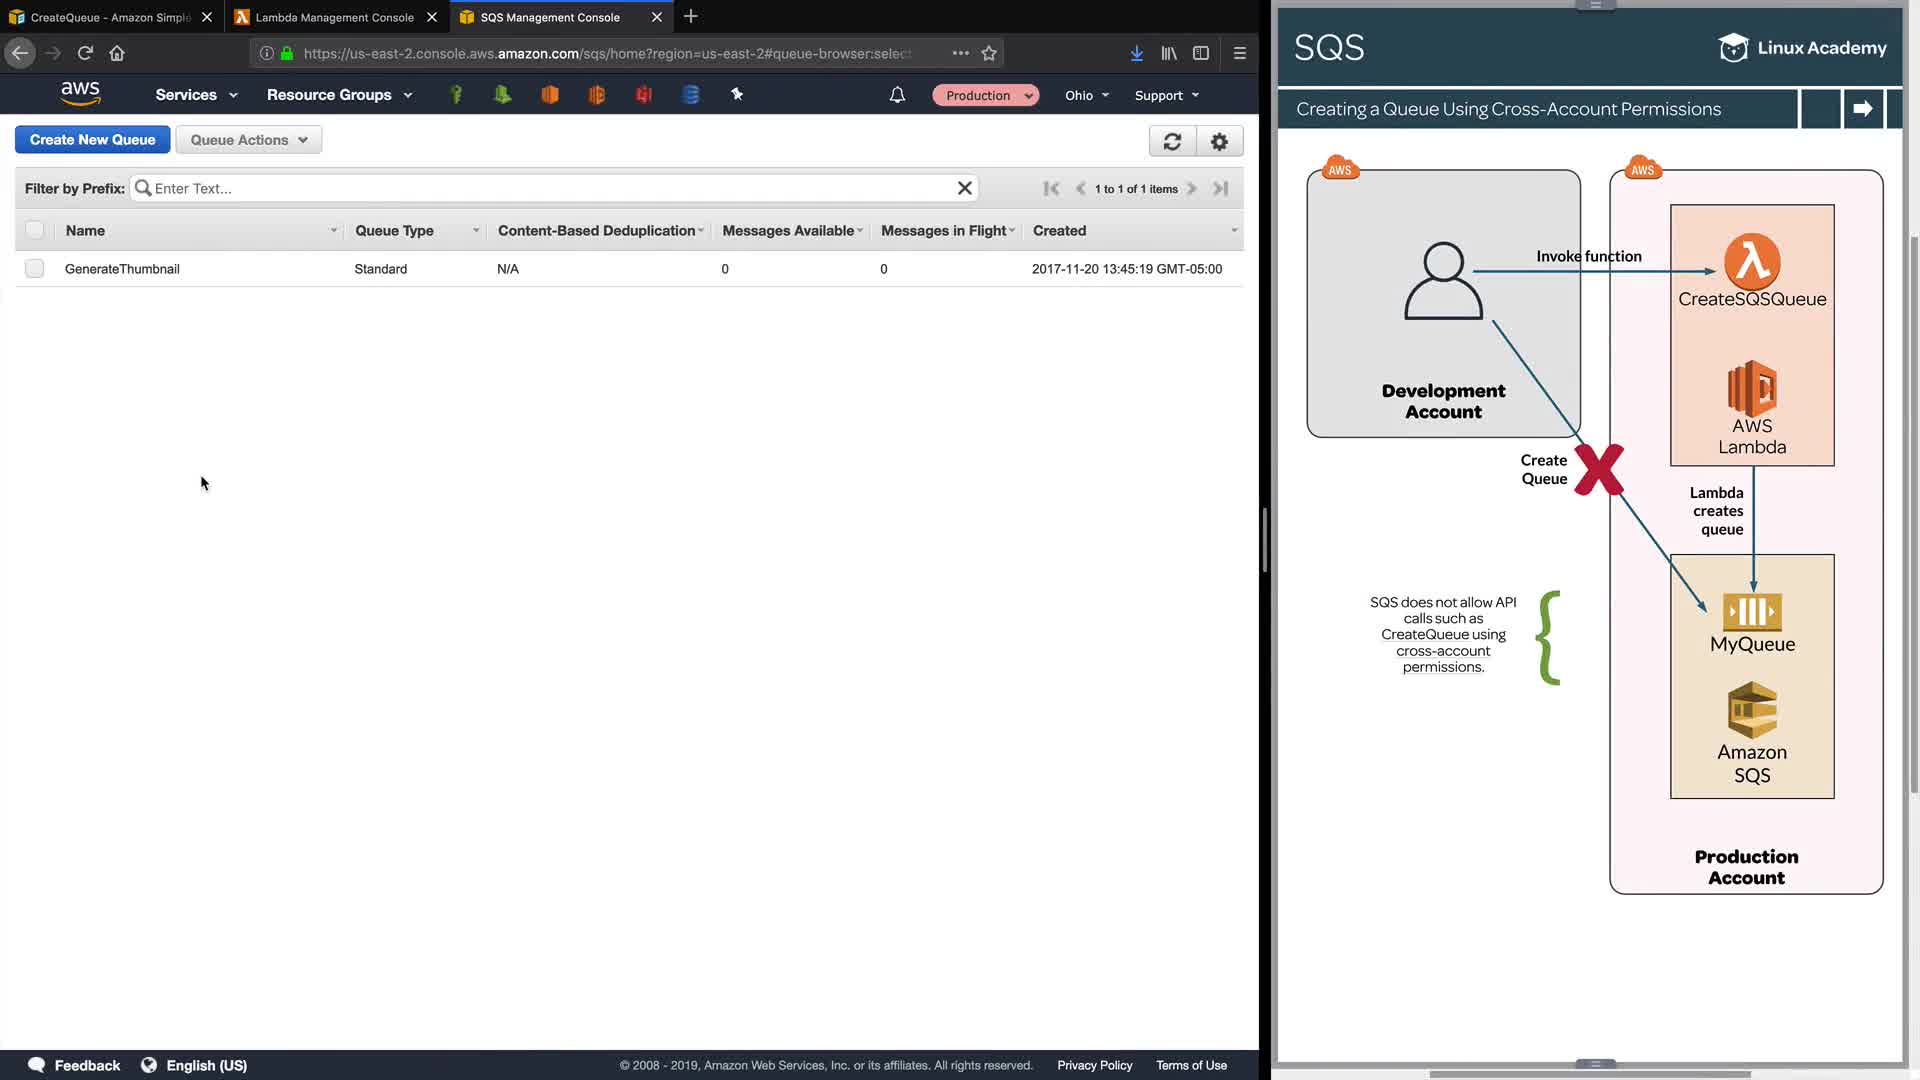 CreateQueue - Amazon Simple
Lambda Management Console
SQS Management Console
https://us-east-2.console.aws.amazon.com/sqs/home?region=us-east-2#queue-browser:selec
aws
Services
Resource Groups
Production
Ohio
Support
Create New Queue
Queue Actions
Filter by Prefix:
Enter Text...
1 to 1 of 1 items
Name
Queue Type
Content-Based Deduplication
Messages Available
Messages in Flight
Created
GenerateThumbnail
Standard
N/A
0
0
2017-11-20 13:45:19 GMT-05:00
Feedback
English (US)
© 2008 - 2019, Amazon Web Services, Inc. or its affiliates. All rights reserved.
Privacy Policy
Terms of Use
SQS
Linux Academy
Creating a Queue Using Cross-Account Permissions
AWS
AWS
Invoke function
CreateSQSQueue
Development
Account
AWS
Lambda
Create
Queue
Lambda
creates
queue
SQS does not allow API
calls such as
CreateQueue using
cross-account
permissions.
MyQueue
Amazon
SQS
Production
Account